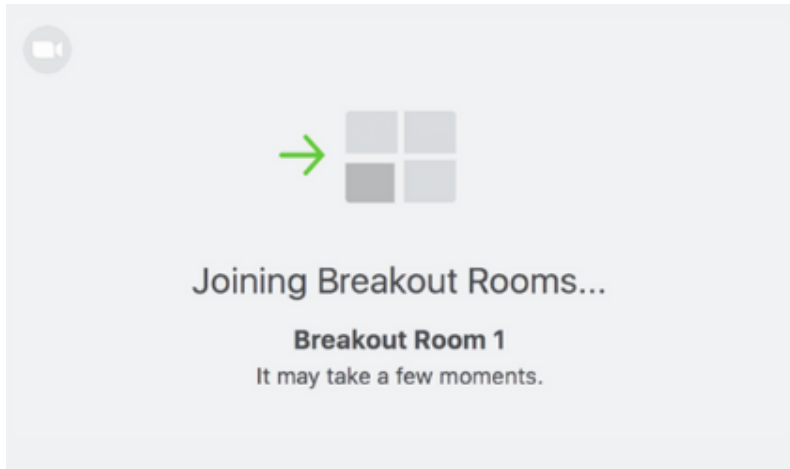 Joining Breakout Rooms...
Breakout Room 1
It may take a few moments.